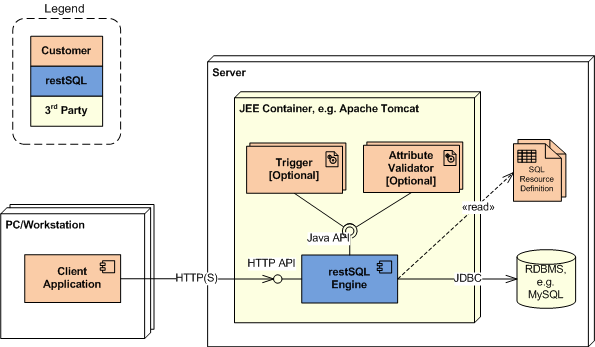 Legend
Customer
restSQL
3rd Party
Server
JEE Container, e.g. Apache Tomcat
Trigger
[Optional]
Attribute
Validator
[Optional]
SQL
Resource
Definition
«read»
PC/Workstation
Java API
HTTP API
Client
Application
HTTP(S)
restSQL
Engine
JDBC
RDBMS,
e.g.
MySQL